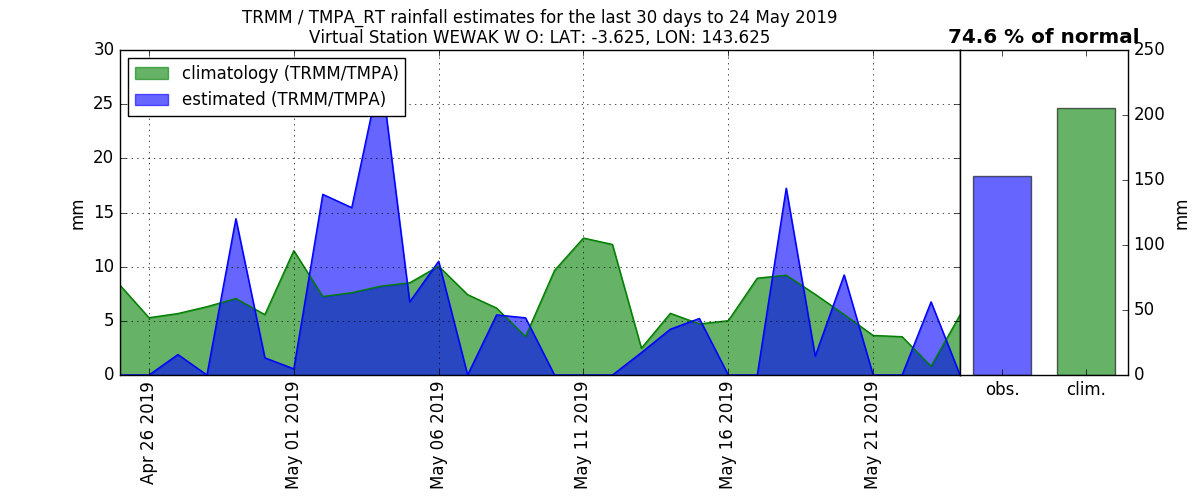 TRMM / TMPA_RT rainfall estimates for the last 30 days to 24 May 2019
Virtual Station WEWAK W O: LAT: -3.625, LON: 143.625
74.6 % of normal
climatology (TRMM/TMPA)
estimated (TRMM/TMPA)
mm
30
25
20
15
10
5
0
Apr 26 2019
May 01 2019
May 06 2019
May 11 2019
May 16 2019
May 21 2019
obs.
clim.
250
200
150
100
50
0
mm